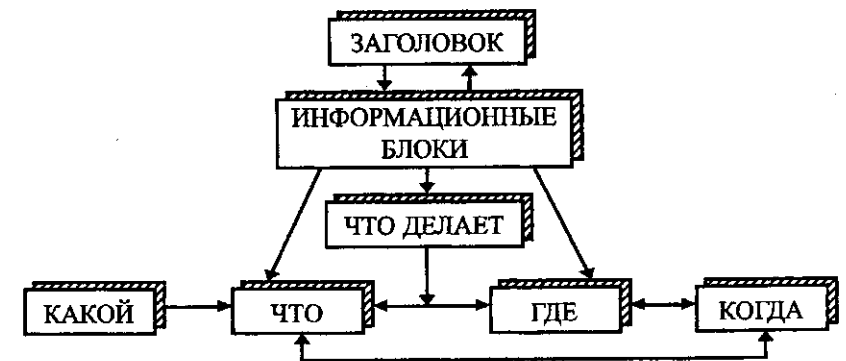 ЗАГОЛОВОК
ИНФОРМАЦИОННЫЕ
БЛОКИ
ЧТО ДЕЛАЕТ
КАКОЙ
ЧТО
ГДЕ
КОГДА